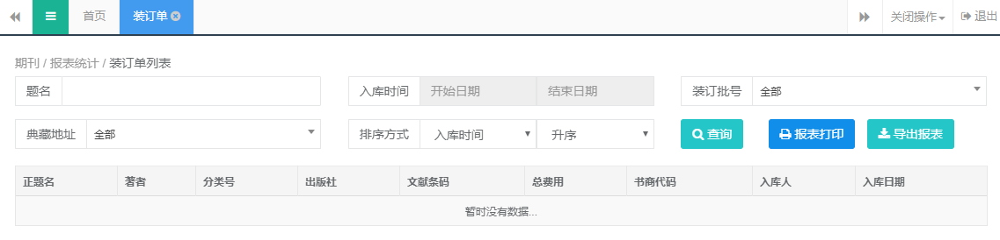 首页 装订单 关闭操作 退出
期刊 / 报表统计 / 装订单列表
题名 入库时间 开始日期 结束日期 装订批号 全部
典藏地址 全部 排序方式 入库时间 升序 查询 报表打印 导出报表
正题名 著者 分类号 出版社 文献条码 总费用 书商代码 入库人 入库日期
暂时没有数据...